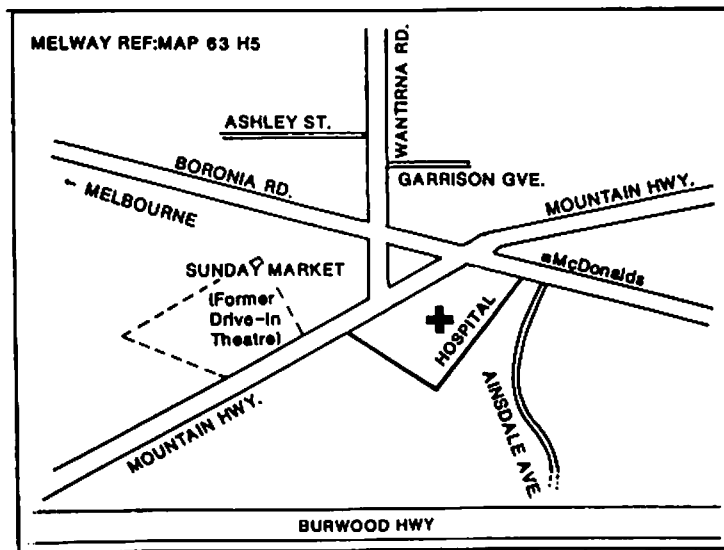 MELWAY REF:MAP 63 H5
WANTIRNA RD.
ASHLEY ST.
BORONIA RD.
GARRISON GVE.
← MELBOURNE
MOUNTAIN HWY.
SUNDAY MARKET
(Former
Drive-In
Theatre)
McDonalds
HOSPITAL
AINSDALE AVE
MOUNTAIN HWY.
BURWOOD HWY